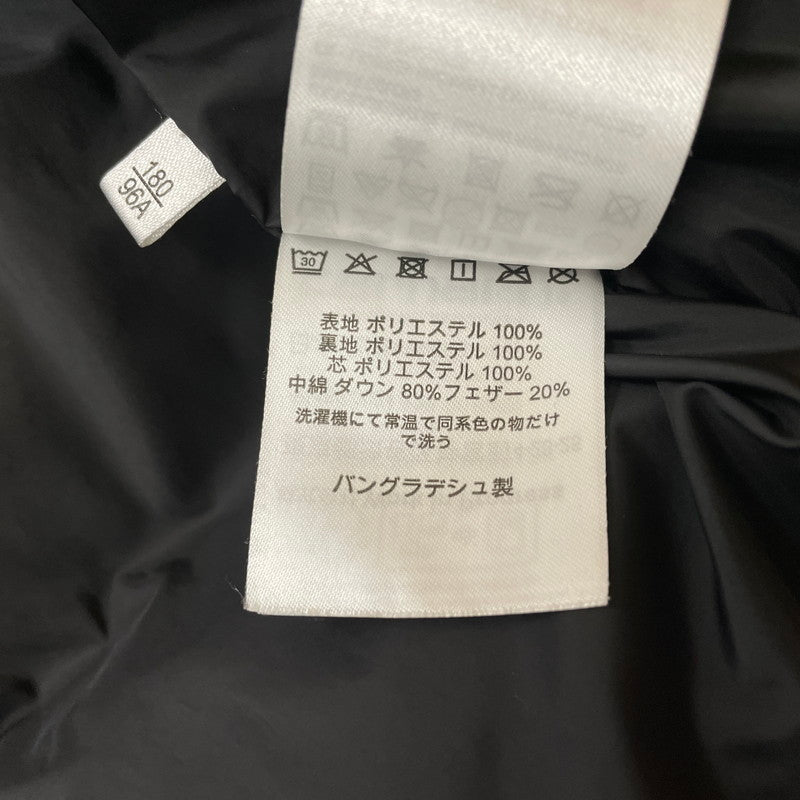 180
96A
30
表地 ポリエステル 100%
裏地 ポリエステル 100%
芯 ポリエステル 100%
中綿 ダウン 80%フェザー 20%
洗濯機にて常温で同系色の物だけ
で洗う
バングラデシュ製